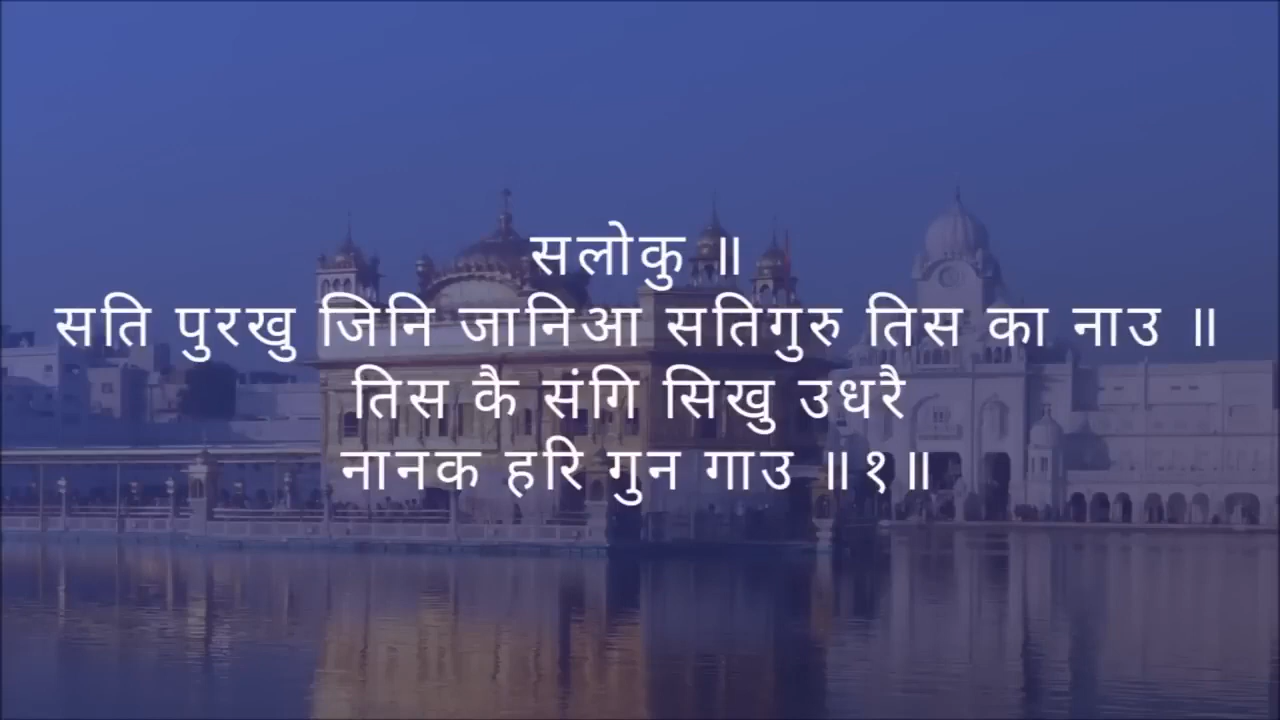 सलोकु ॥
सति पुरखु जिनि जानिआ सतिगुरु तिस का नाउ ॥
तिस कै संगि सिखु उधरै
नानक हरि गुन गाउ ॥१॥